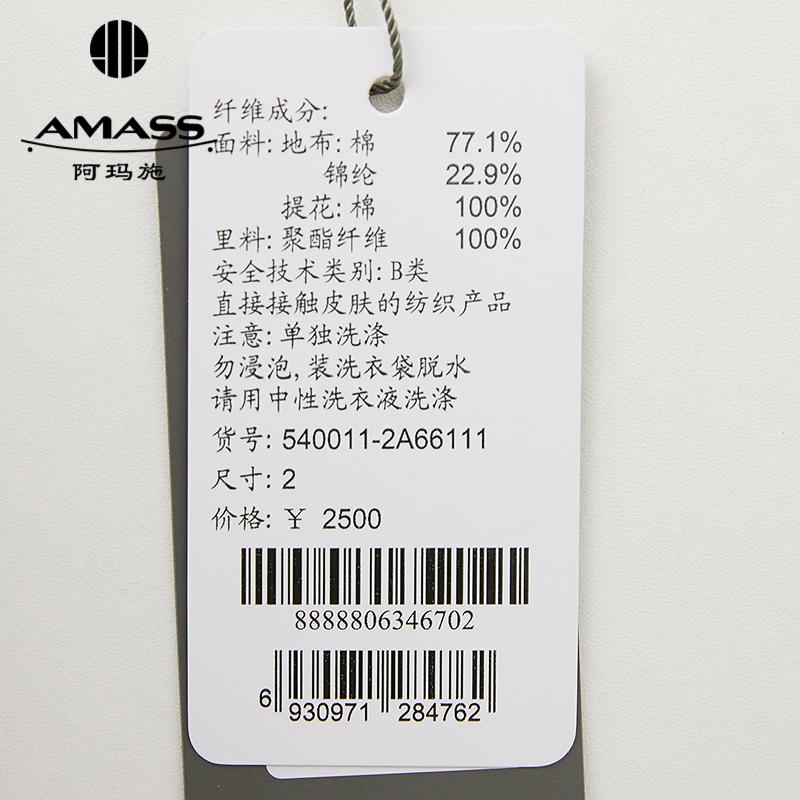 AMASS
阿玛施
纤维成分:
面料: 地布: 棉 77.1%
锦纶 22.9%
提花: 棉 100%
里料: 聚酯纤维 100%
安全技术类别: B类
直接接触皮肤的纺织产品
注意: 单独洗涤
勿浸泡, 装洗衣袋脱水
请用中性洗衣液洗涤
货号: 540011-2A66111
尺寸: 2
价格: ¥ 2500
8888806346702
6 930971 284762